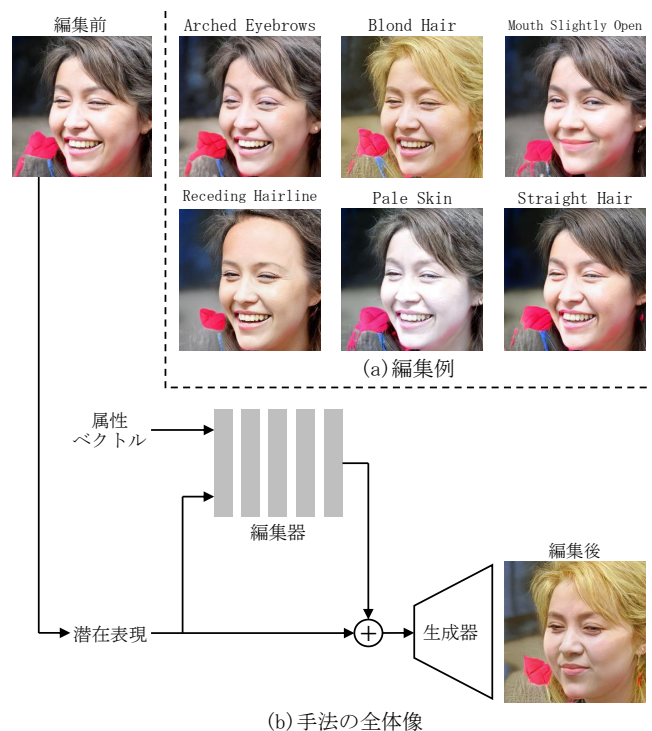 編集前
Arched Eyebrows
Blond Hair
Mouth Slightly Open
Receding Hairline
Pale Skin
Straight Hair
(a)編集例
属性
ベクトル
編集器
潜在表現
+
生成器
編集後
(b)手法の全体像